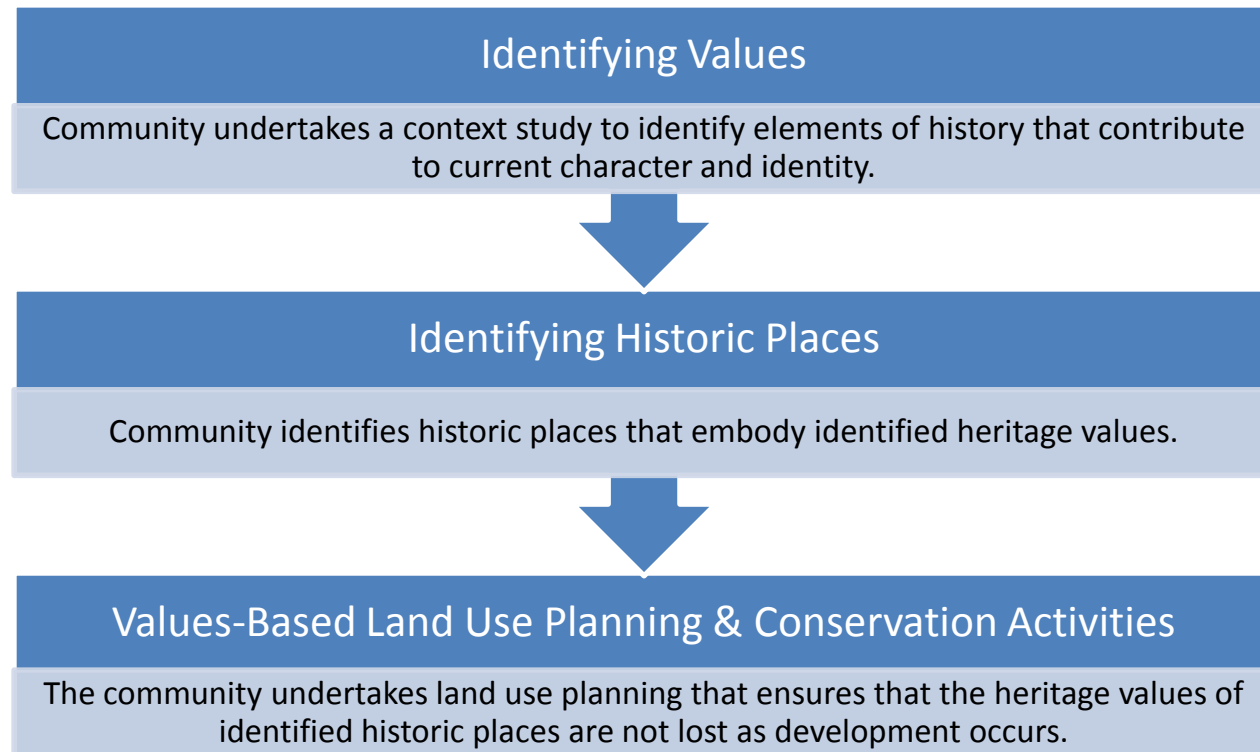 Identifying Values
Community undertakes a context study to identify elements of history that contribute
to current character and identity.
Identifying Historic Places
Community identifies historic places that embody identified heritage values.
Values-Based Land Use Planning & Conservation Activities
The community undertakes land use planning that ensures that the heritage values of
identified historic places are not lost as development occurs.